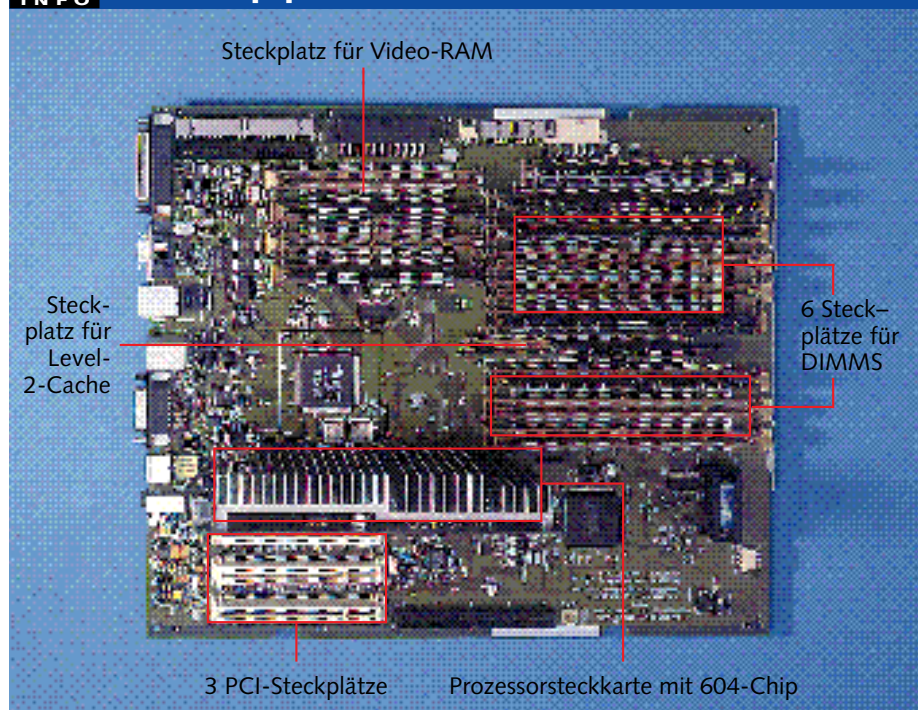 INFO
Steckplatz für Video-RAM
Steck-
platz für
Level-
2-Cache
6 Steck–
plätze für
DIMMS
3 PCI-Steckplätze
Prozessorsteckkarte mit 604-Chip